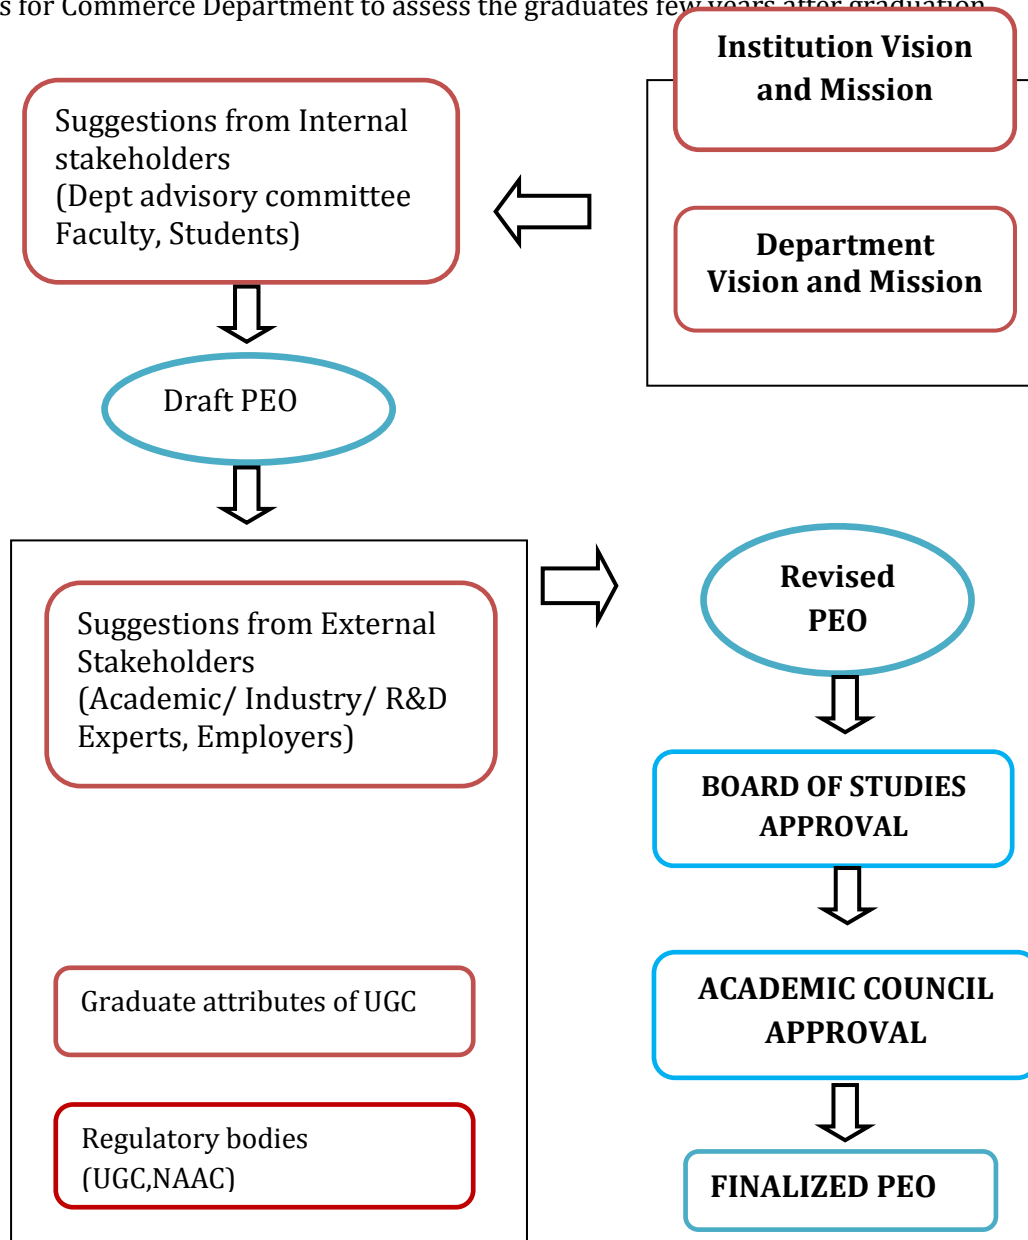 s for Commerce Department to assess the graduates few years after graduation
Institution Vision
and Mission
Department
Vision and Mission
Suggestions from Internal
stakeholders
(Dept advisory committee
Faculty, Students)
Draft PEO
Suggestions from External
Stakeholders
(Academic/ Industry/ R&D
Experts, Employers)
Graduate attributes of UGC
Regulatory bodies
(UGC,NAAC)
Revised
PEO
BOARD OF STUDIES
APPROVAL
ACADEMIC COUNCIL
APPROVAL
FINALIZED PEO